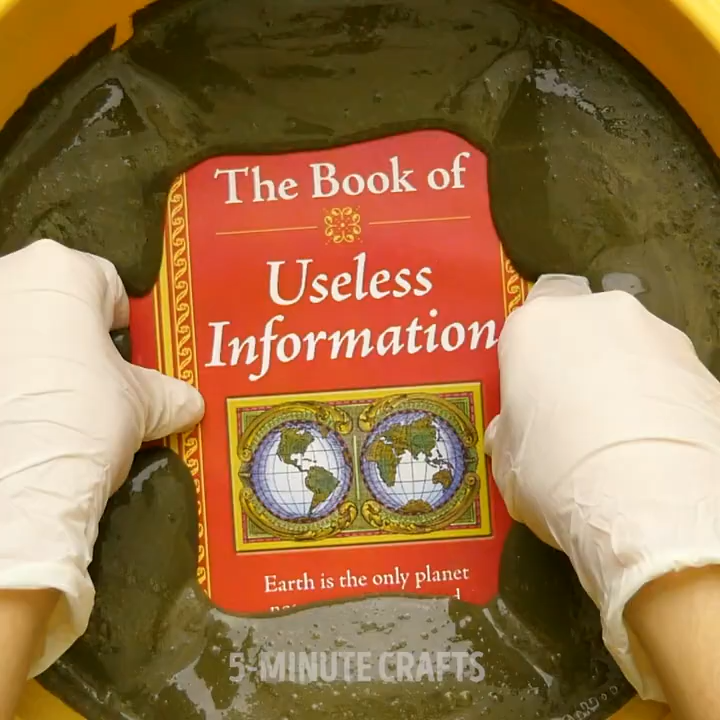 The Book of
Useless
Information
Earth is the only planet
5-MINUTE CRAFTS